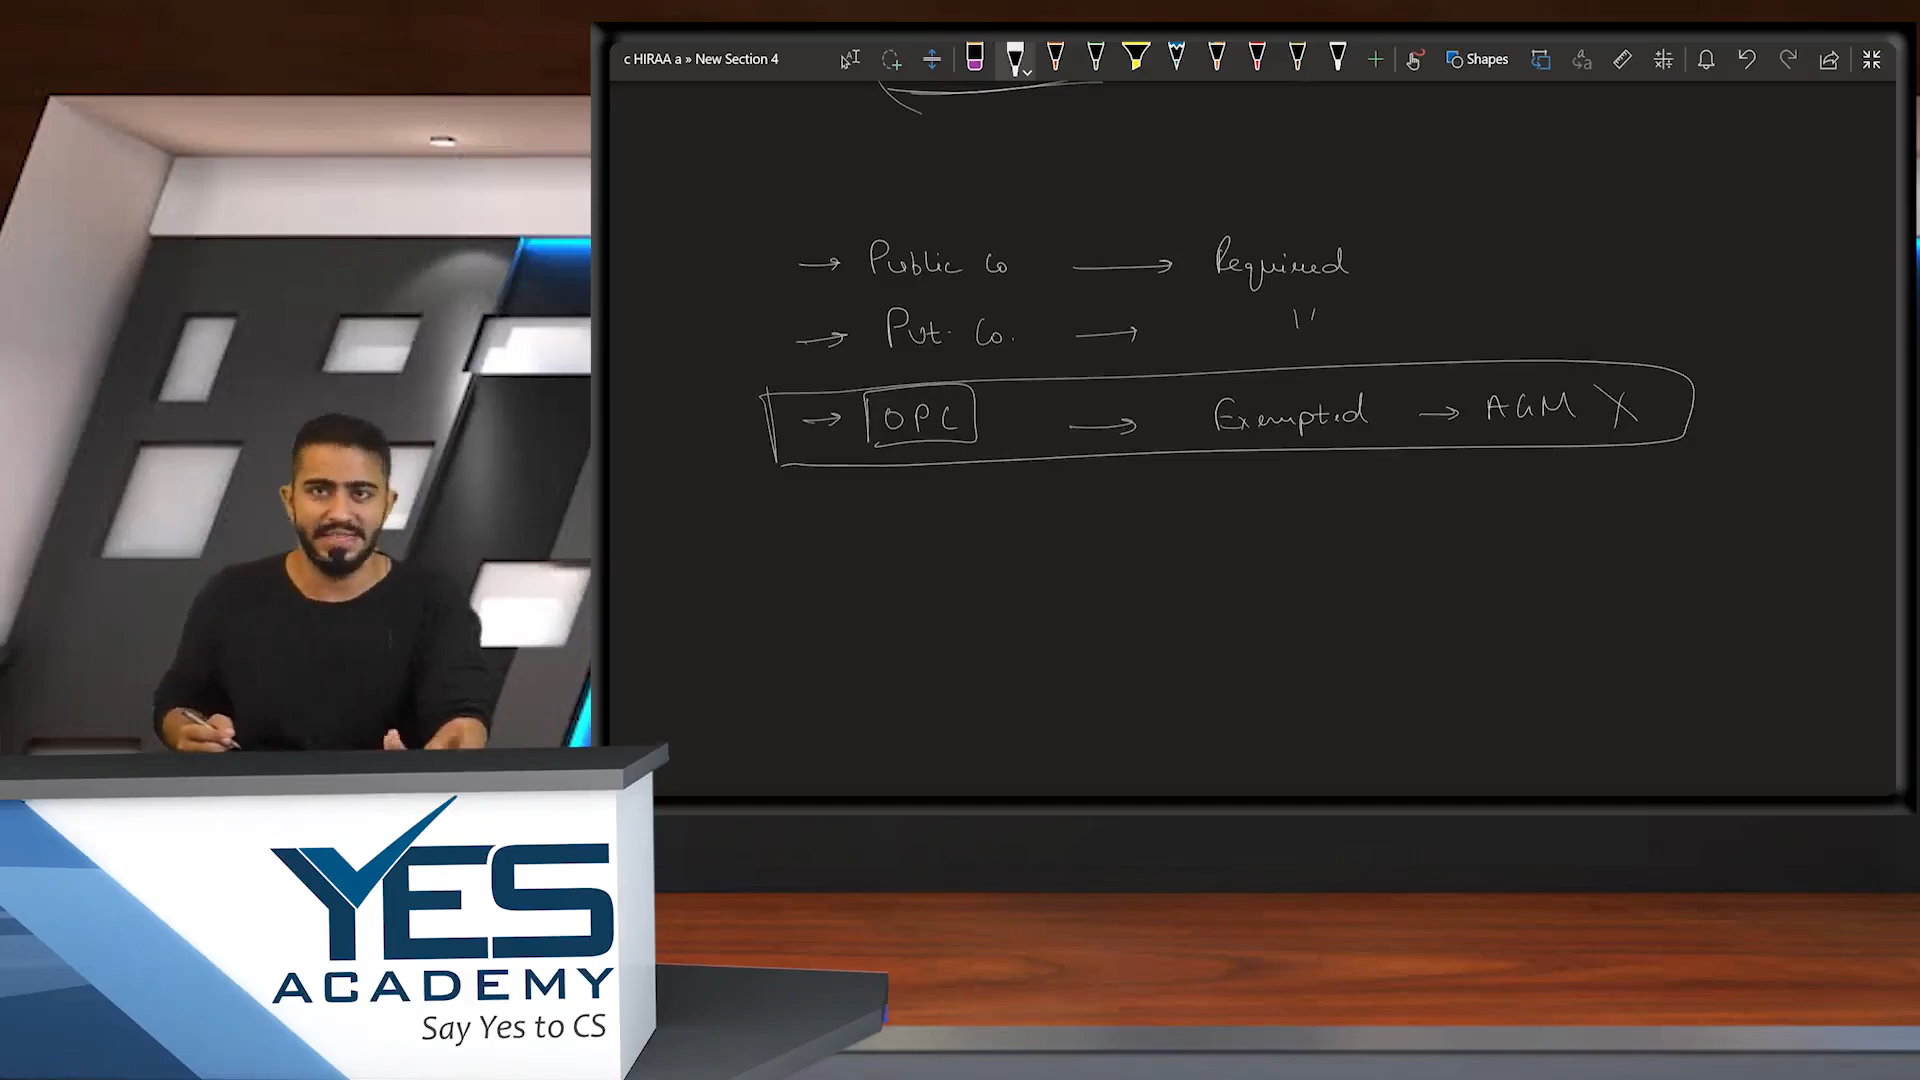 c HIRAA a » New Section 4
Shapes
→ Public Co → Required
→ Pvt. Co. → 11
→ OPC → Exempted → AGM X
YES
ACADEMY
Say Yes to CS